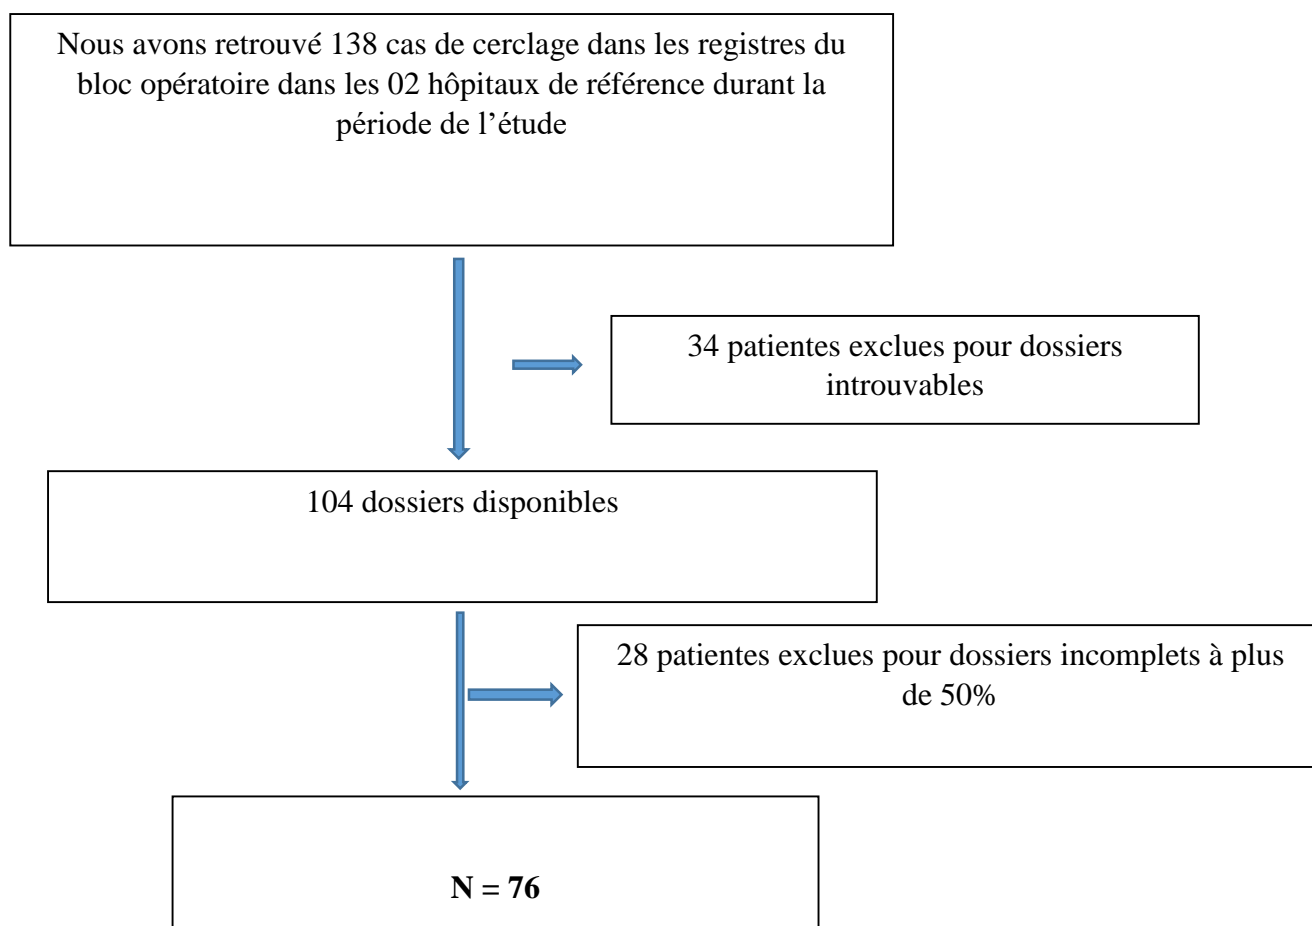 Nous avons retrouvé 138 cas de cerclage dans les registres du
bloc opératoire dans les 02 hôpitaux de référence durant la
période de l’étude
34 patientes exclues pour dossiers
introuvables
104 dossiers disponibles
28 patientes exclues pour dossiers incomplets à plus
de 50%
N = 76